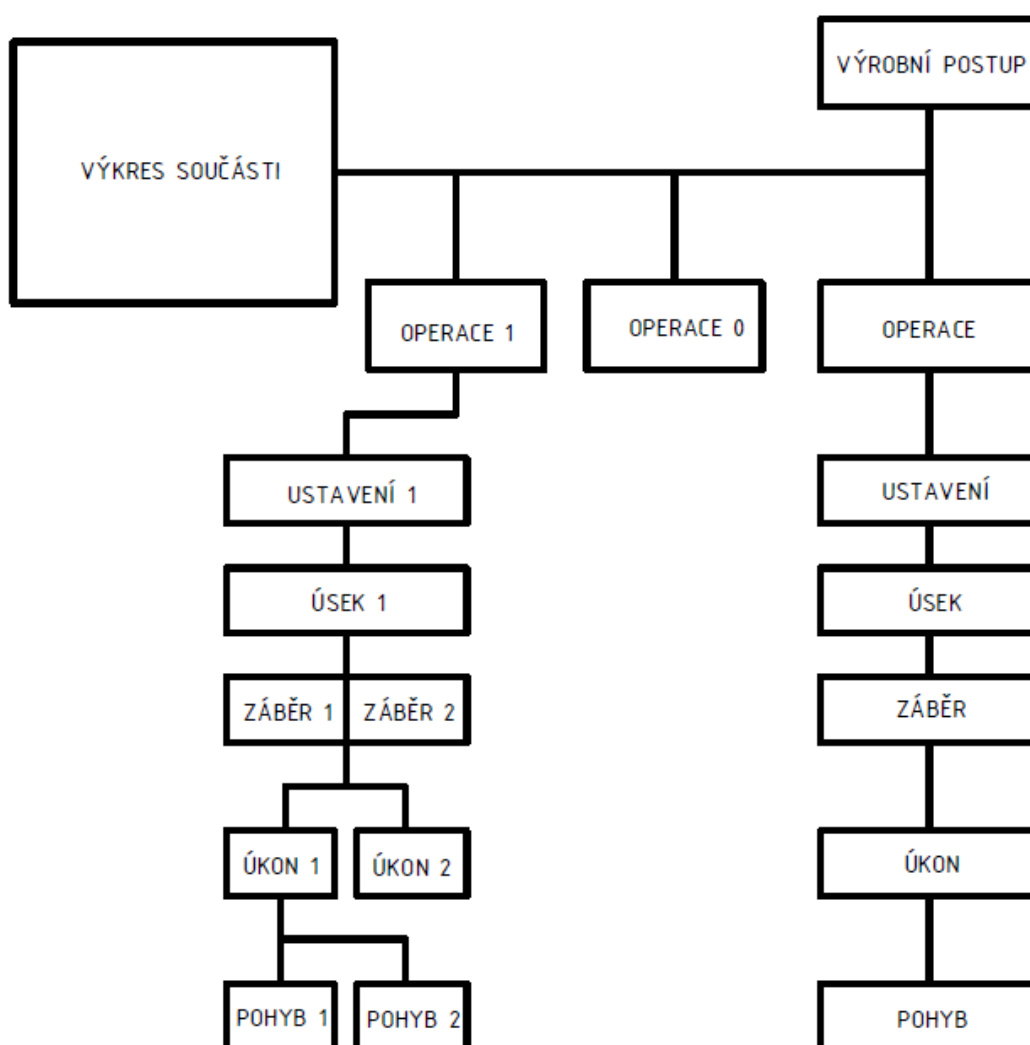 VÝROBNÍ POSTUP
VÝKRES SOUČÁSTI
OPERACE 1
OPERACE 0
OPERACE
USTAVENÍ 1
USTAVENÍ
ÚSEK 1
ÚSEK
ZÁBĚR 1
ZÁBĚR 2
ZÁBĚR
ÚKON 1
ÚKON 2
ÚKON
POHYB 1
POHYB 2
POHYB